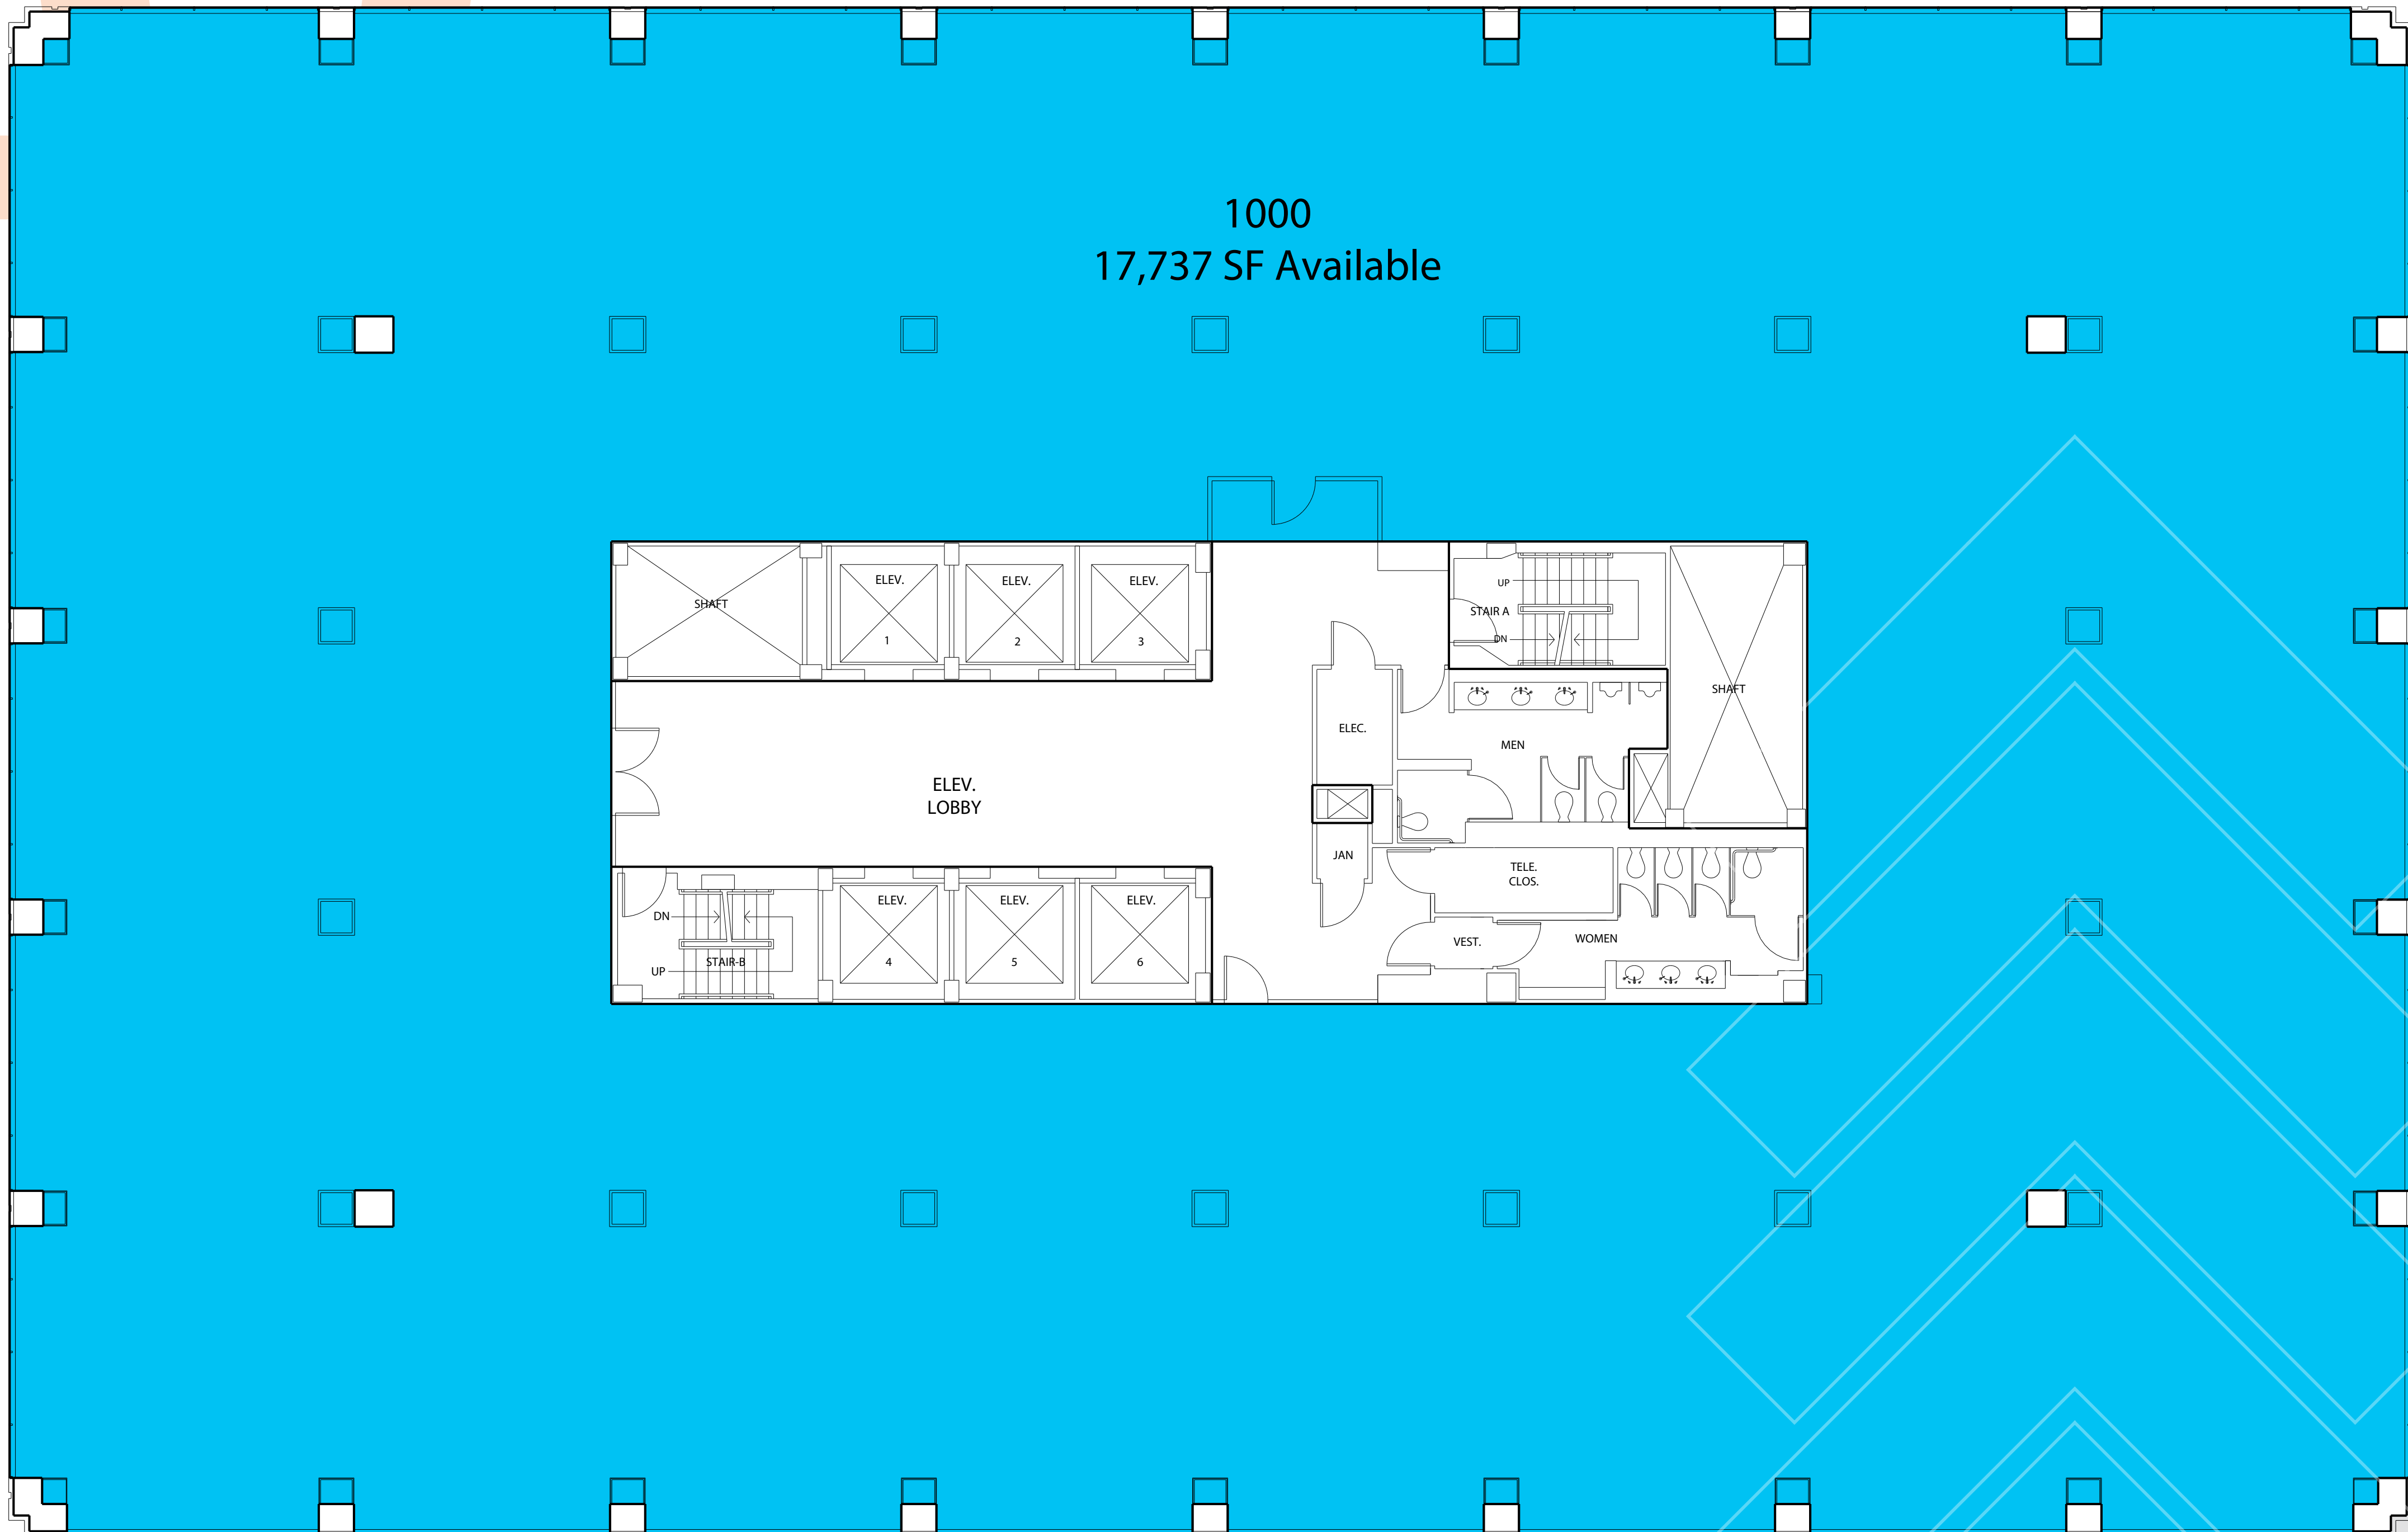 1000
17,737 SF Available
SHAFT
ELEV.
1
ELEV.
2
ELEV.
3
UP
STAIR A
DN
SHAFT
ELEC.
MEN
ELEV.
LOBBY
JAN
TELE.
CLOS.
DN
STAIR-B
UP
ELEV.
4
ELEV.
5
ELEV.
6
VEST.
WOMEN